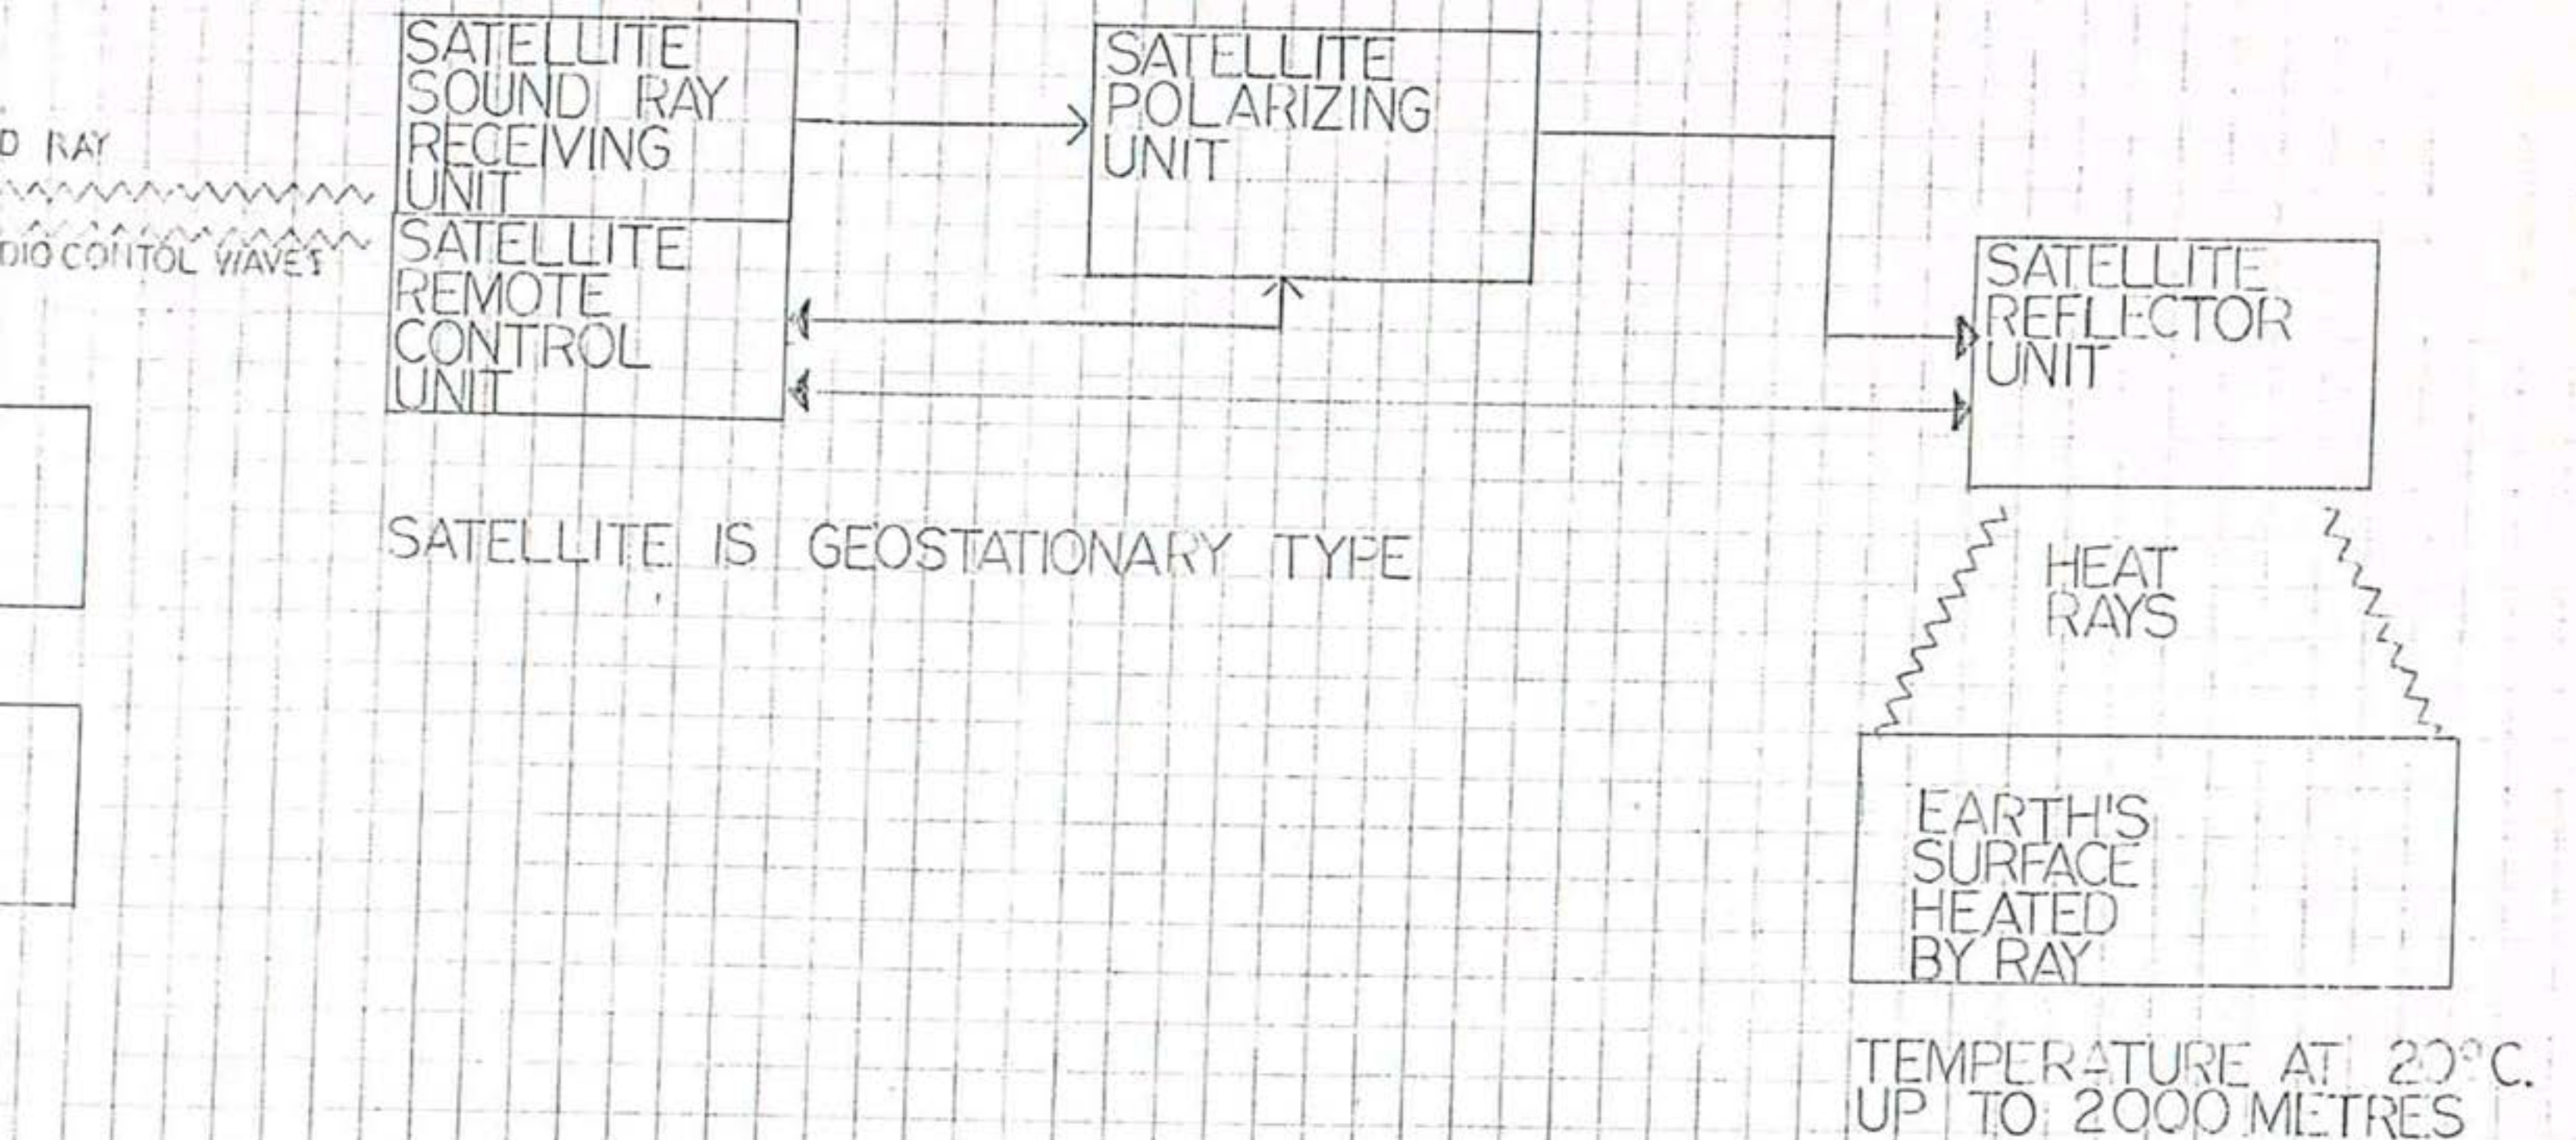 SATELLITE
SOUND RAY
RECEIVING
UNIT
SATELLITE
POLARIZING
UNIT
D RAY
DIO CONTOL WAVES
SATELLITE
REMOTE
CONTROL
UNIT
SATELLITE
REFLECTOR
UNIT
SATELLITE IS GEOSTATIONARY TYPE
HEAT
RAYS
EARTH'S
SURFACE
HEATED
BY RAY
TEMPERATURE AT 20°C.
UP TO 2000 METRES